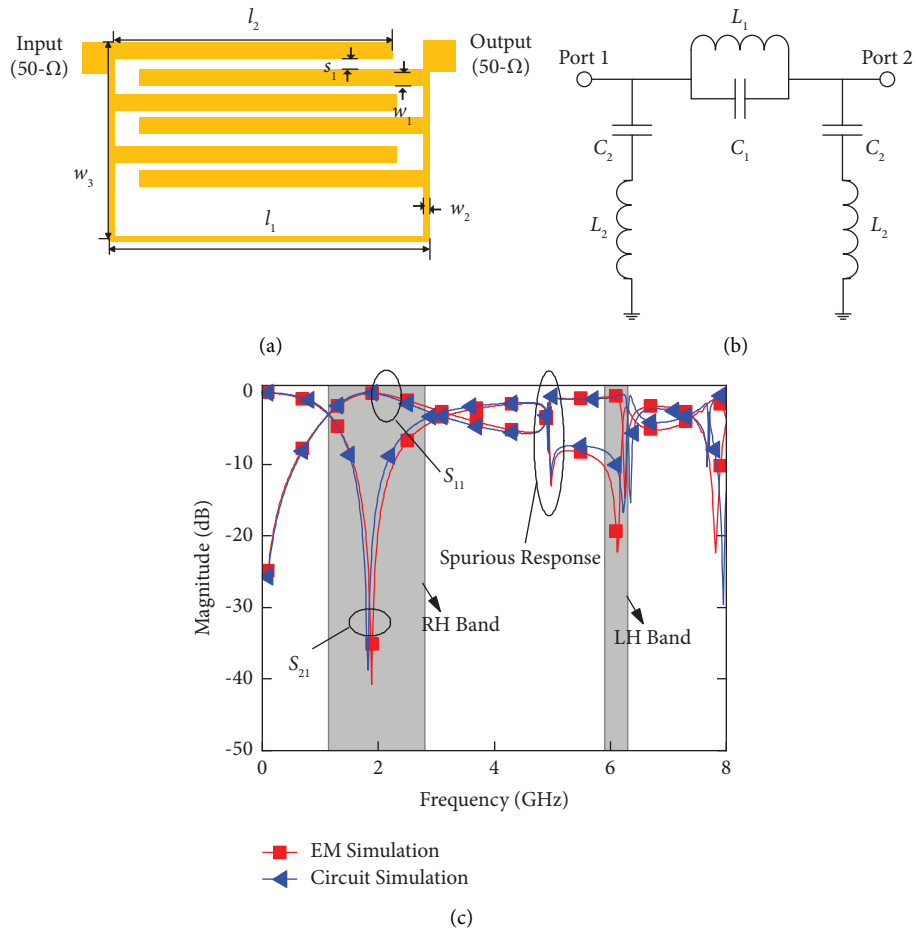 Input
(50-Ω)
l₂
Output
(50-Ω)
s₁
w₁
w₃
w₂
l₁
(a)
L₁
Port 1
Port 2
C₁
C₂
C₂
L₂
L₂
(b)
0
-10
-20
-30
-40
-50
Magnitude (dB)
S₁₁
Spurious Response
RH Band
LH Band
S₂₁
0
2
4
6
8
Frequency (GHz)
EM Simulation
Circuit Simulation
(c)